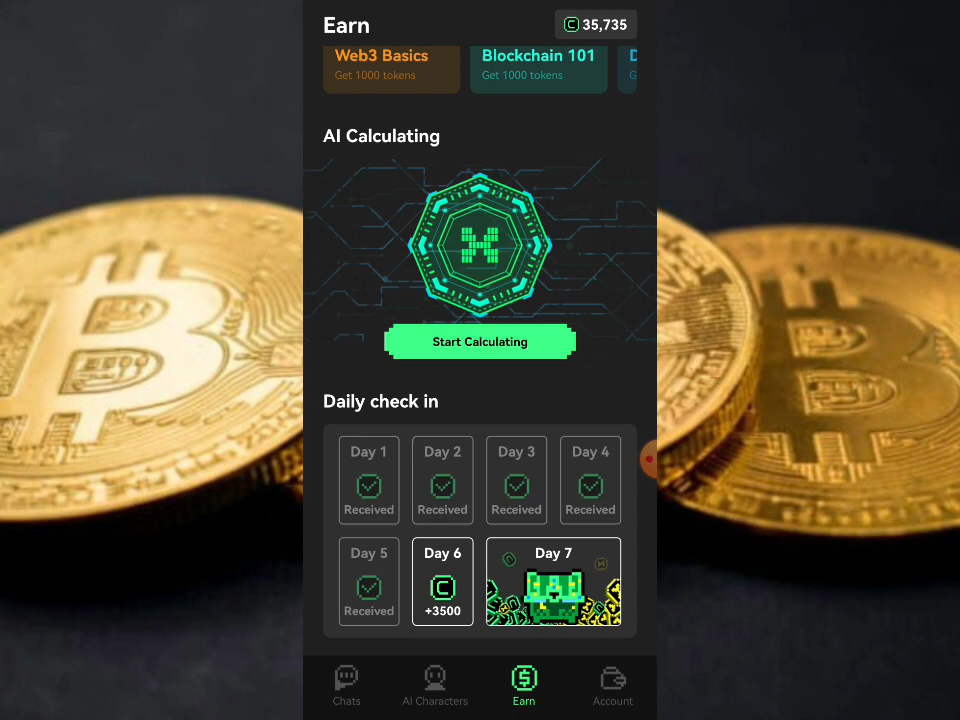 Earn
35,735
Web3 Basics
Get 1000 tokens
Blockchain 101
Get 1000 tokens
AI Calculating
Start Calculating
Daily check in
Day 1
Received
Day 2
Received
Day 3
Received
Day 4
Received
Day 5
Received
Day 6
+3500
Day 7
Chats
AI Characters
Earn
Account